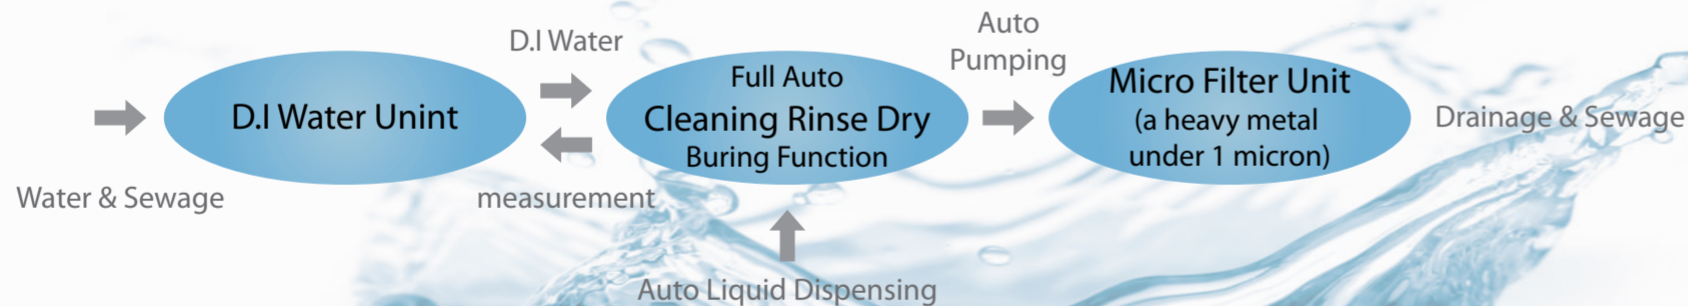 Water & Sewage
D.I Water Unint
D.I Water
measurement
Full Auto
Cleaning Rinse Dry
Buring Function
Auto Liquid Dispensing
Auto
Pumping
Micro Filter Unit
(a heavy metal
under 1 micron)
Drainage & Sewage